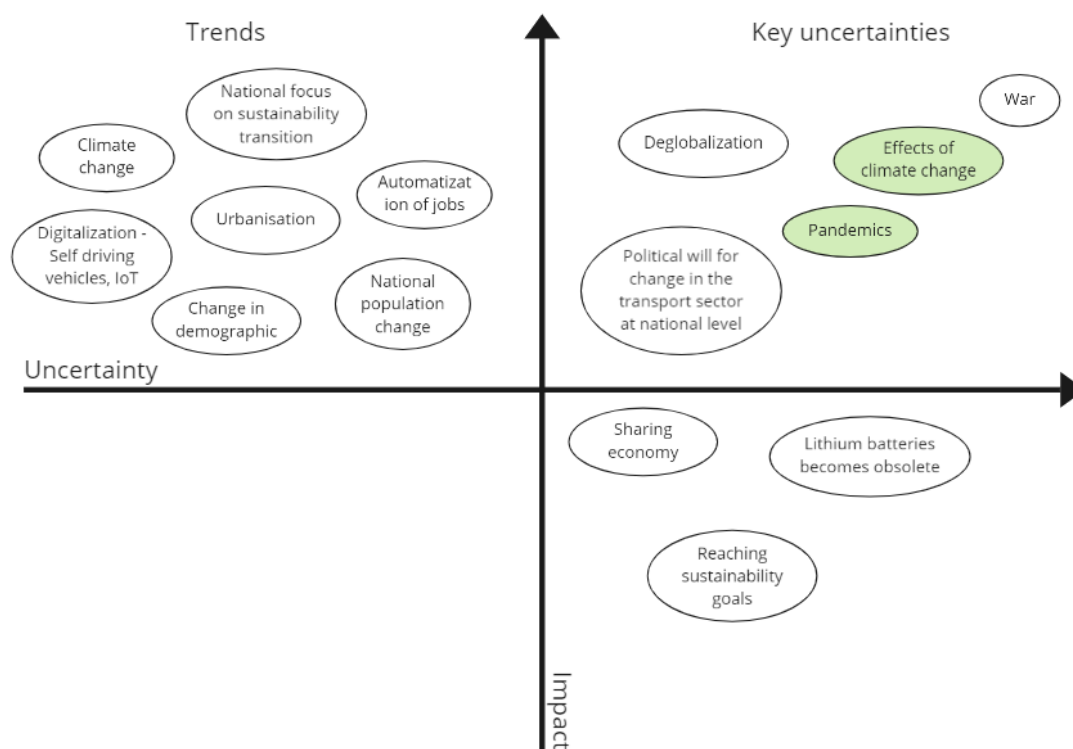 Trends
Key uncertainties
National focus
on sustainability
transition
Climate
change
Automatizat
ion of jobs
Urbanisation
Digitalization -
Self driving
vehicles, IoT
Change in
demographic
National
population
change
War
Deglobalization
Effects of
climate change
Pandemics
Political will for
change in the
transport sector
at national level
Uncertainty
Sharing
economy
Lithium batteries
becomes obsolete
Reaching
sustainability
goals
Impact